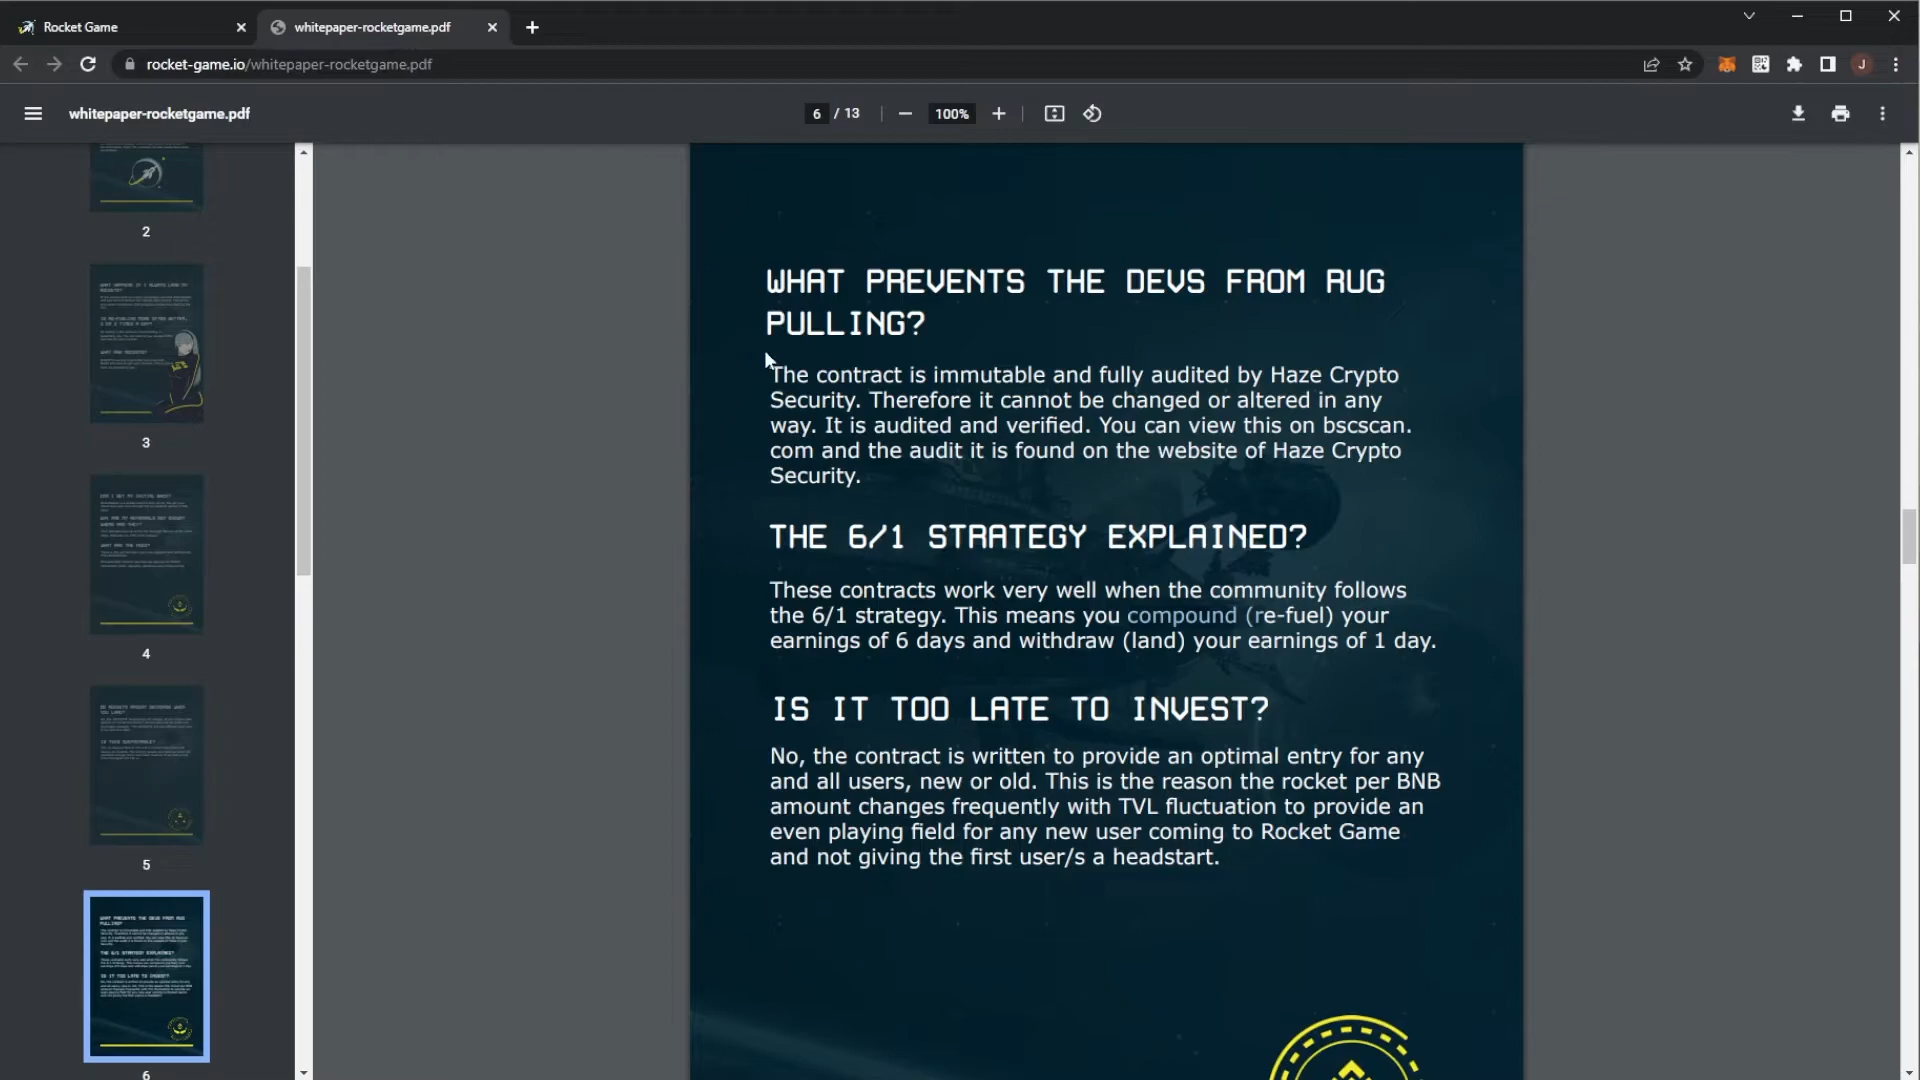 Rocket Game
whitepaper-rocketgame.pdf
rocket-game.io/whitepaper-rocketgame.pdf
J
whitepaper-rocketgame.pdf
6 / 13
100%
2
3
4
5
6
WHAT PREVENTS THE DEVS FROM RUG
PULLING?
The contract is immutable and fully audited by Haze Crypto
Security. Therefore it cannot be changed or altered in any
way. It is audited and verified. You can view this on bscscan.
com and the audit it is found on the website of Haze Crypto
Security.
THE 6/1 STRATEGY EXPLAINED?
These contracts work very well when the community follows
the 6/1 strategy. This means you compound (re-fuel) your
earnings of 6 days and withdraw (land) your earnings of 1 day.
IS IT TOO LATE TO INVEST?
No, the contract is written to provide an optimal entry for any
and all users, new or old. This is the reason the rocket per BNB
amount changes frequently with TVL fluctuation to provide an
even playing field for any new user coming to Rocket Game
and not giving the first user/s a headstart.